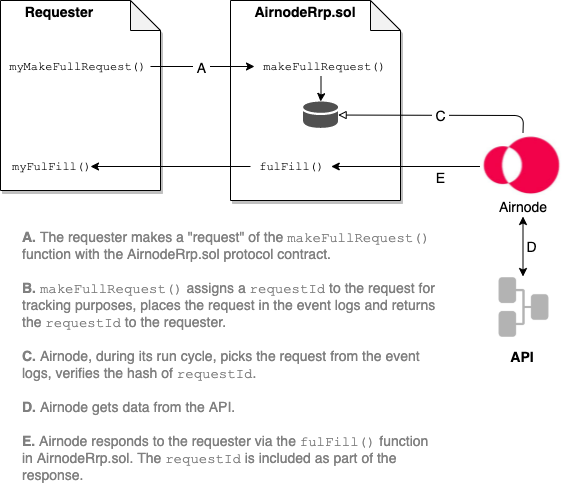 Requester
AirnodeRrp.sol
myMakeFullRequest()
A
makeFullRequest()
C
myFulFill()
fulFill()
E
Airnode
D
API
A. The requester makes a "request" of the makeFullRequest()
function with the AirnodeRrp.sol protocol contract.
B. makeFullRequest() assigns a requestId to the request for
tracking purposes, places the request in the event logs and returns
the requestId to the requester.
C. Airnode, during its run cycle, picks the request from the event
logs, verifies the hash of requestId.
D. Airnode gets data from the API.
E. Airnode responds to the requester via the fulFill() function
in AirnodeRrp.sol. The requestId is included as part of the
response.